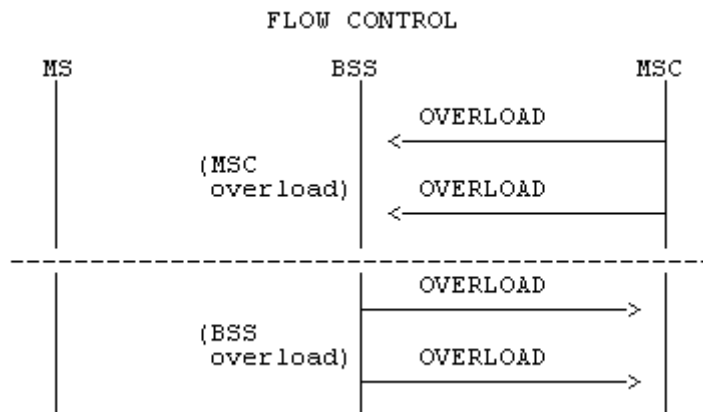 FLOW CONTROL
MS BSS MSC
OVERLOAD
(MSC
overload)
OVERLOAD
OVERLOAD
(BSS
overload)
OVERLOAD